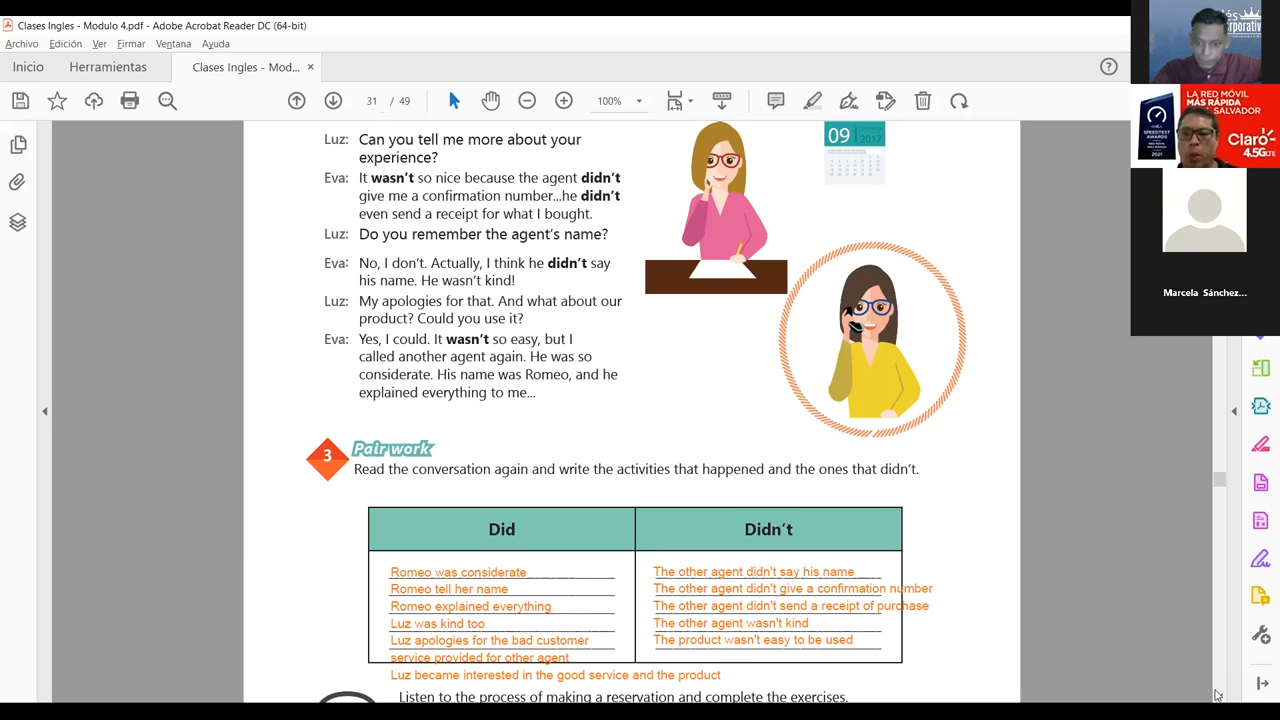 Clases Ingles - Modulo 4.pdf - Adobe Acrobat Reader DC (64-bit)
Archivo Edición Ver Firmar Ventana Ayuda
Inicio Herramientas Clases Ingles - Mod... ×
31 / 49 100%
Luz: Can you tell me more about your
experience?
Eva: It wasn't so nice because the agent didn't
give me a confirmation number...he didn't
even send a receipt for what I bought.
Luz: Do you remember the agent's name?
Eva: No, I don't. Actually, I think he didn't say
his name. He wasn't kind!
Luz: My apologies for that. And what about our
product? Could you use it?
Eva: Yes, I could. It wasn't so easy, but I
called another agent again. He was so
considerate. His name was Romeo, and he
explained everything to me...
09
2017
3 Pair work
Read the conversation again and write the activities that happened and the ones that didn't.
Did Didn't
Romeo was considerate
Romeo tell her name
Romeo explained everything
Luz was kind too
Luz apologies for the bad customer
service provided for other agent
Luz became interested in the good service and the product
The other agent didn't say his name
The other agent didn't give a confirmation number
The other agent didn't send a receipt of purchase
The other agent wasn't kind
The product wasn't easy to be used
Listen to the process of making a reservation and complete the exercises.
LA RED MÓVIL
MÁS RÁPIDA
SALVADOR
SPEEDTEST
AWARDS
2021
Claro
4.5G LTE
Marcela Sánchez...